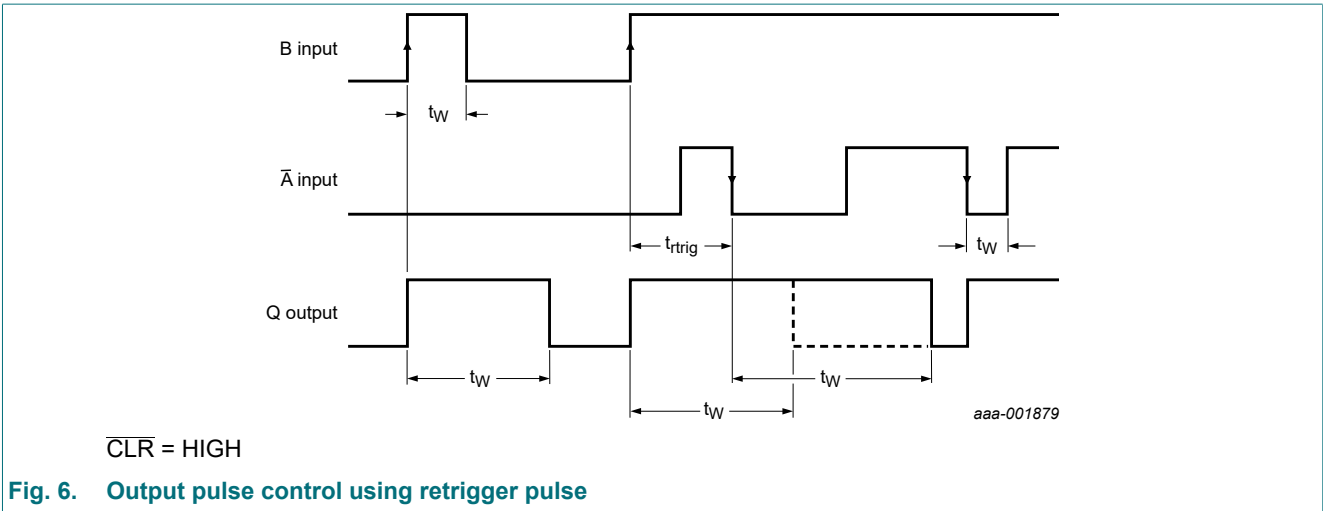 B input
tW
A̅ input
trtrig
tW
Q output
tW
tW
tW
aaa-001879
C̅L̅R̅ = HIGH
Fig. 6. Output pulse control using retrigger pulse